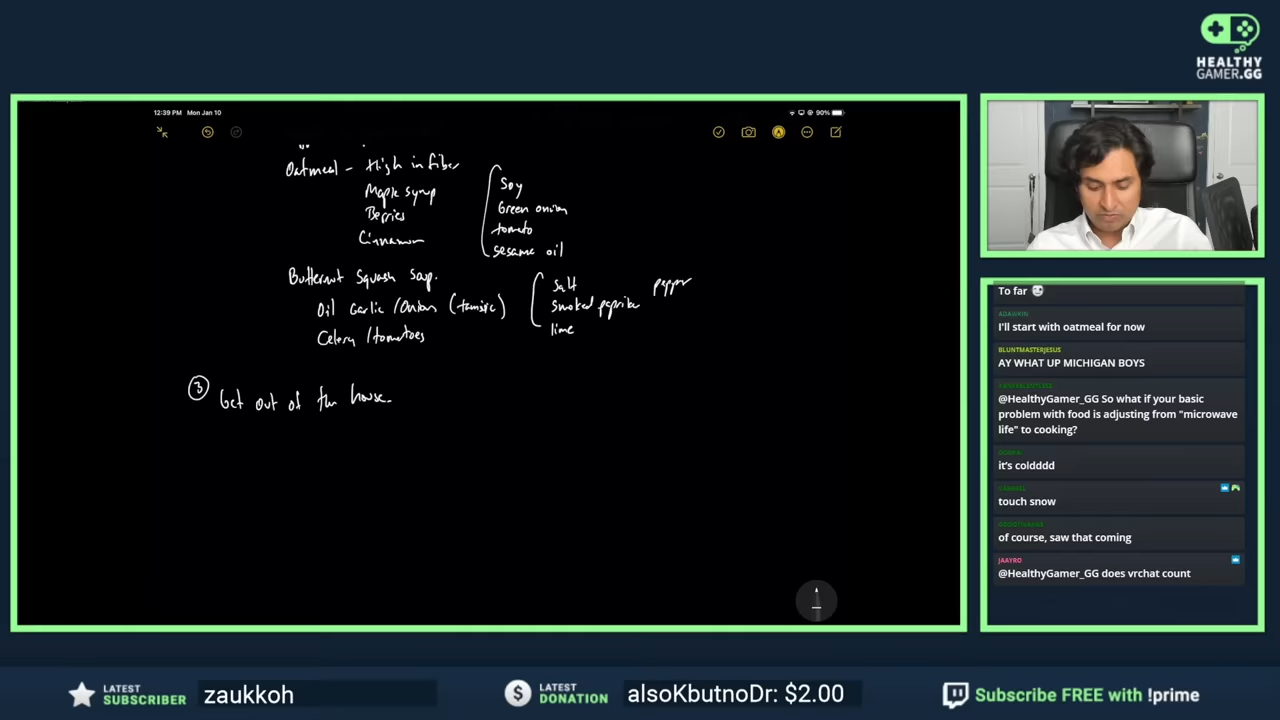 HEALTHY
GAMER.GG
12:39 PM Mon Jan 10
90%
Oatmeal - High in fiber
Maple syrup
Berries
Cinnamon
Soy
Green onion
tomato
sesame oil
Butternut Squash Soup.
Oil Garlic/Onion
Celery/tomatoes
Salt
smoked paprika
lime
pepper
3 Get out of the house.
To far
ADAWKIN
I'll start with oatmeal for now
BLUNTMASTERJESUS
AY WHAT UP MICHIGAN BOYS
@HealthyGamer_GG So what if your basic
problem with food is adjusting from "microwave
life" to cooking?
it's coldddd
touch snow
of course, saw that coming
JAAYRO
@HealthyGamer_GG does vrchat count
LATEST
SUBSCRIBER
zaukkoh
LATEST
DONATION
alsoKbutnoDr: $2.00
Subscribe FREE with !prime